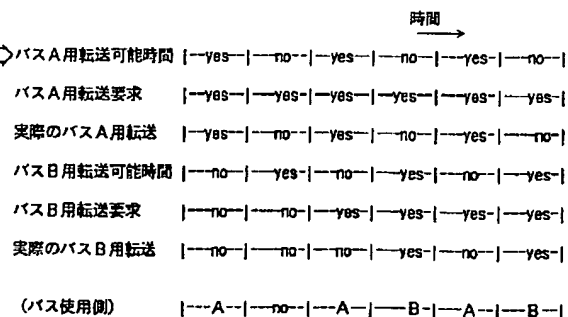 時間
バスA用転送可能時間 |---yes--|---no--|---yes--|---no--|---yes-|---no--|
バスA用転送要求 |---yes--|---yes-|---yes--|---yes--|---yes-|---yes-|
実際のバスA用転送 |---yes--|---no--|---yes--|---no--|---yes-|---no-|
バスB用転送可能時間 |---no--|---yes-|---no--|---yes-|---no--|---yes-|
バスB用転送要求 |---no--|---no--|---yes-|---yes-|---yes-|---yes-|
実際のバスB用転送 |---no--|---no--|---no--|---yes-|---no--|---yes-|
(バス使用側) |---A--|---no--|---A--|---B-|---A--|---B--|